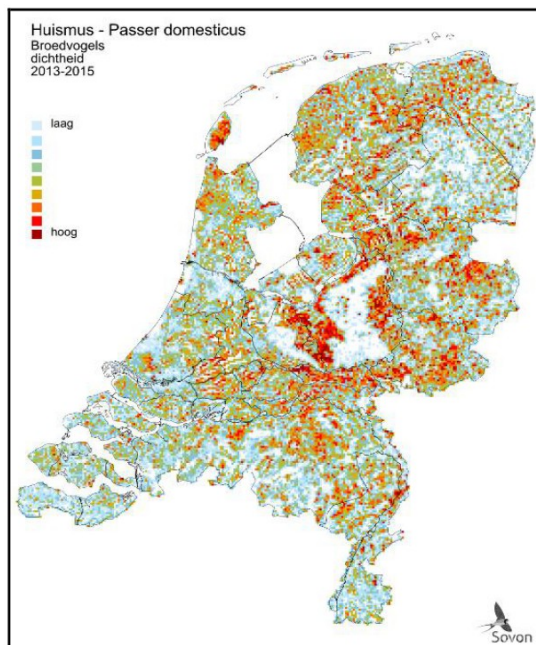 Huismus - Passer domesticus
Broedvogels
dichtheid
2013-2015
laag
hoog
Sovon